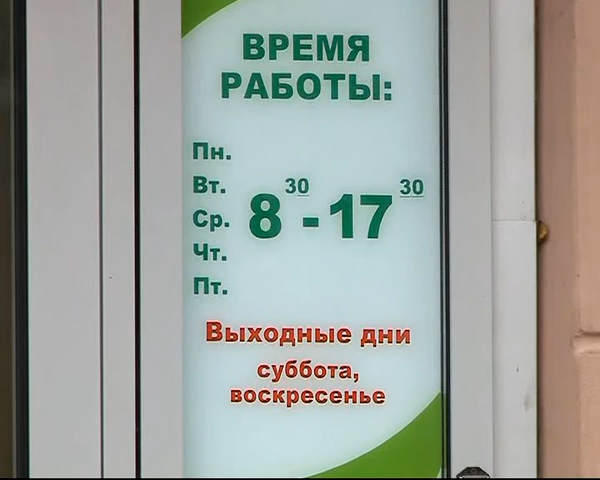 ВРЕМЯ
РАБОТЫ:
Пн.
Вт.
Ср.
Чт.
Пт.
8 30 - 17 30
Выходные дни
суббота,
воскресенье